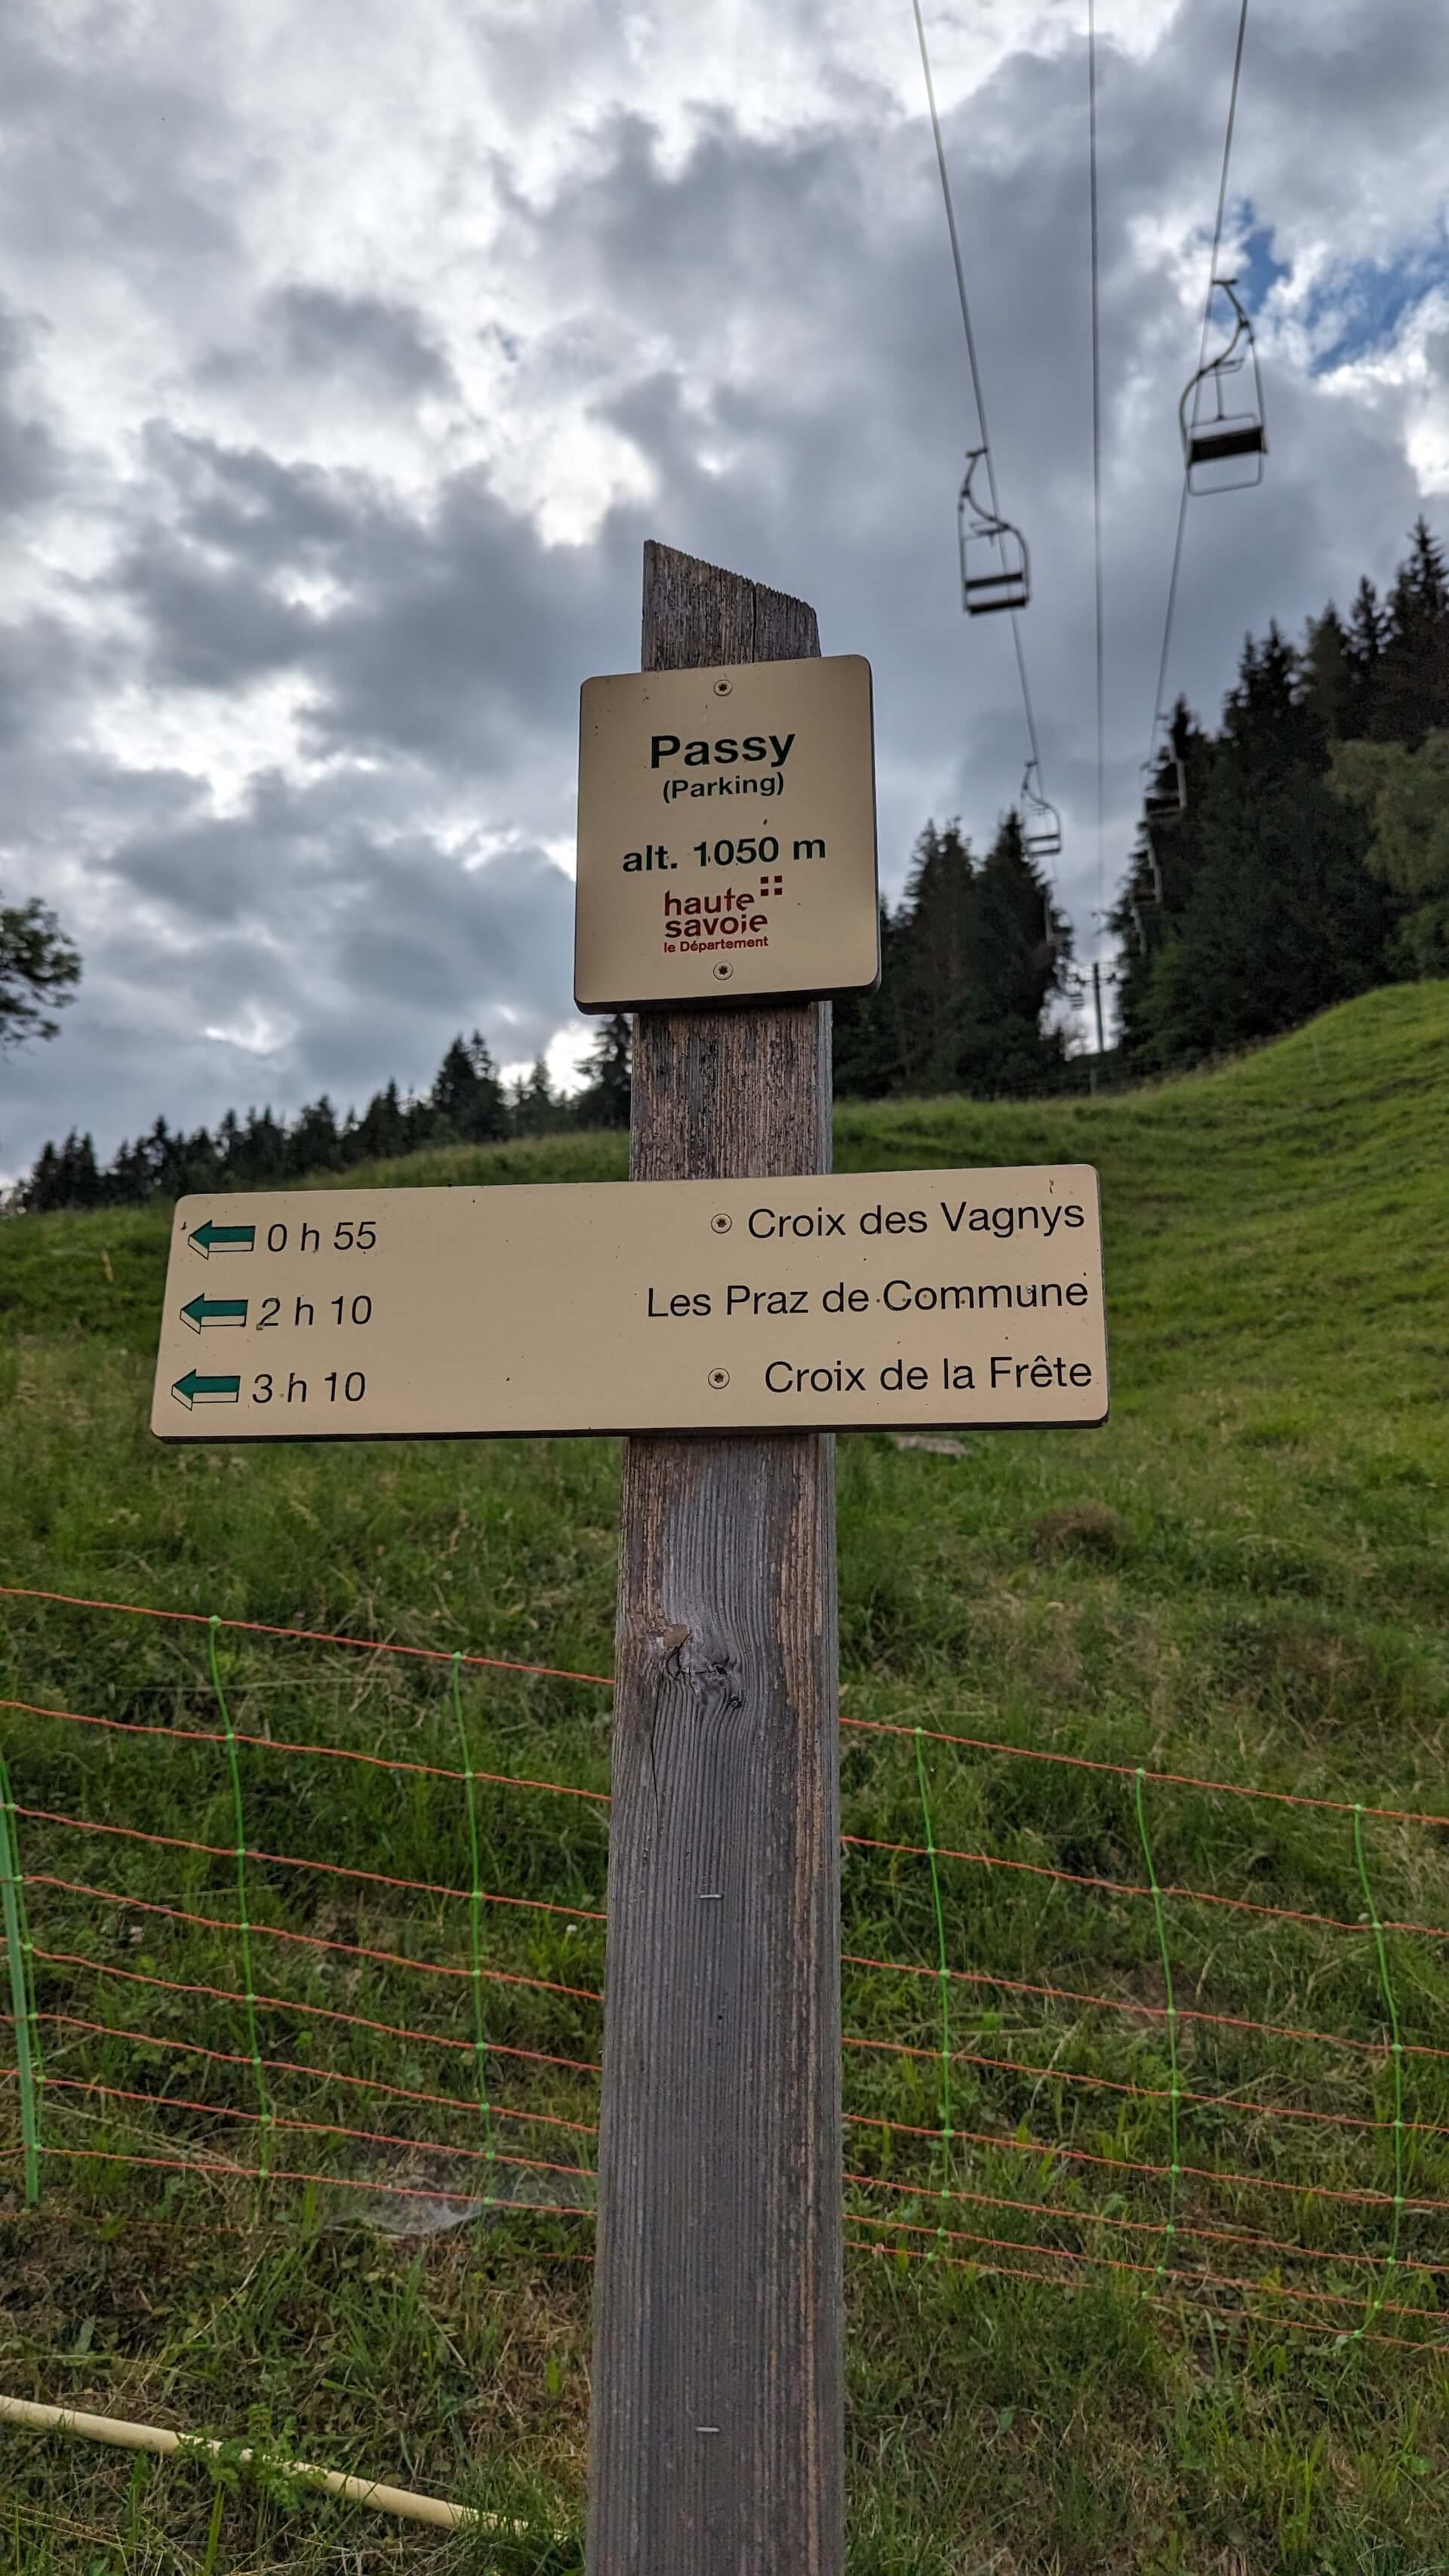 Passy
(Parking)
alt. 1050 m
haute
savoie
le Département
0 h 55 Croix des Vagnys
2 h 10 Les Praz de Commune
3 h 10 Croix de la Frête